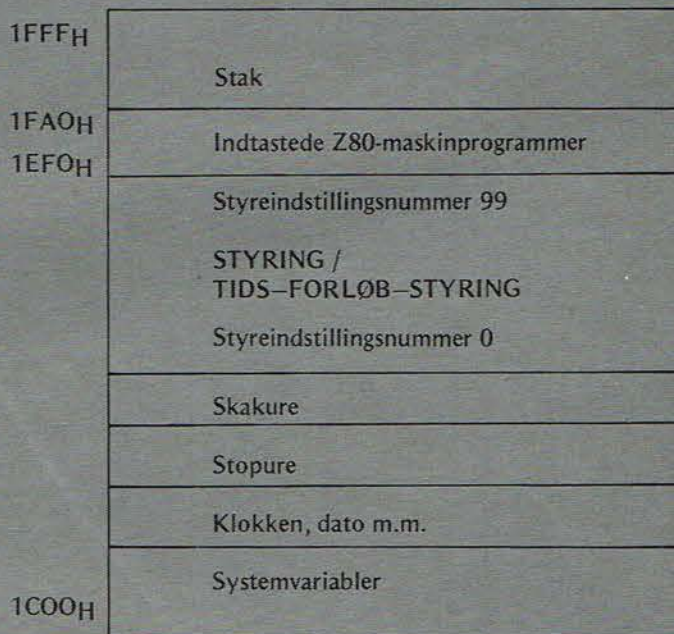 1FFFH
Stak
1FA0H
Indtastede Z80-maskinprogrammer
1EF0H
Styreindstillingsnummer 99
STYRING /
TIDS–FORLØB–STYRING
Styreindstillingsnummer 0
Skakure
Stopure
Klokken, dato m.m.
Systemvariabler
1C00H